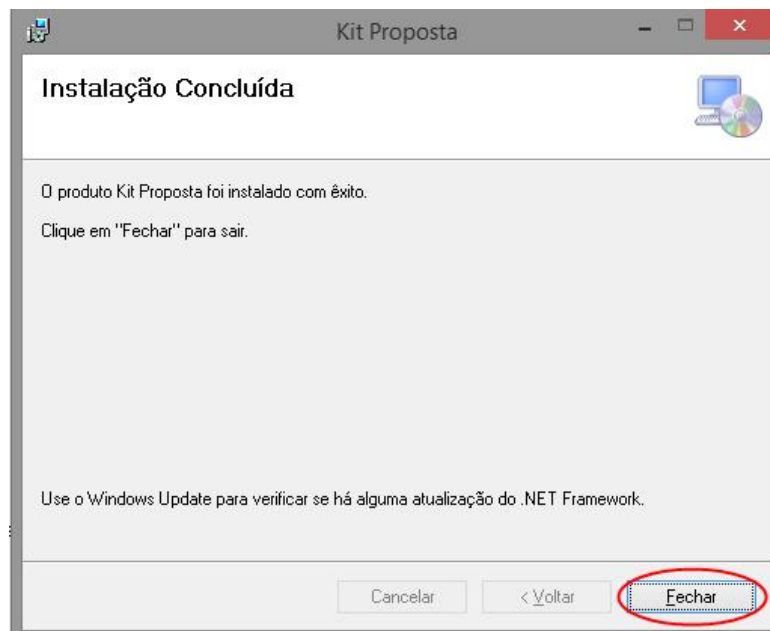 Kit Proposta
Instalação Concluída
O produto Kit Proposta foi instalado com êxito.
Clique em "Fechar" para sair.
Use o Windows Update para verificar se há alguma atualização do .NET Framework.
Cancelar
< Voltar
Fechar